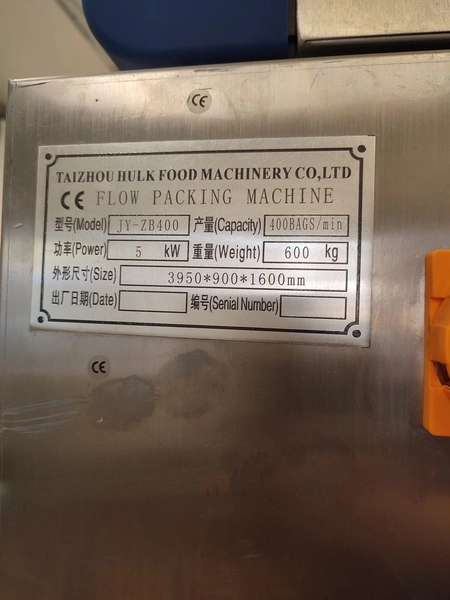 CE
TAIZHOU HULK FOOD MACHINERY CO,LTD
CE FLOW PACKING MACHINE
型号(Model) JY-ZB400 产量(Capacity) 400BAGS/min
功率(Power) 5 kW 重量(Weight) 600 kg
外形尺寸(Size) 3950*900*1600mm
出厂日期(Date) 编号(Senial Number)
CE